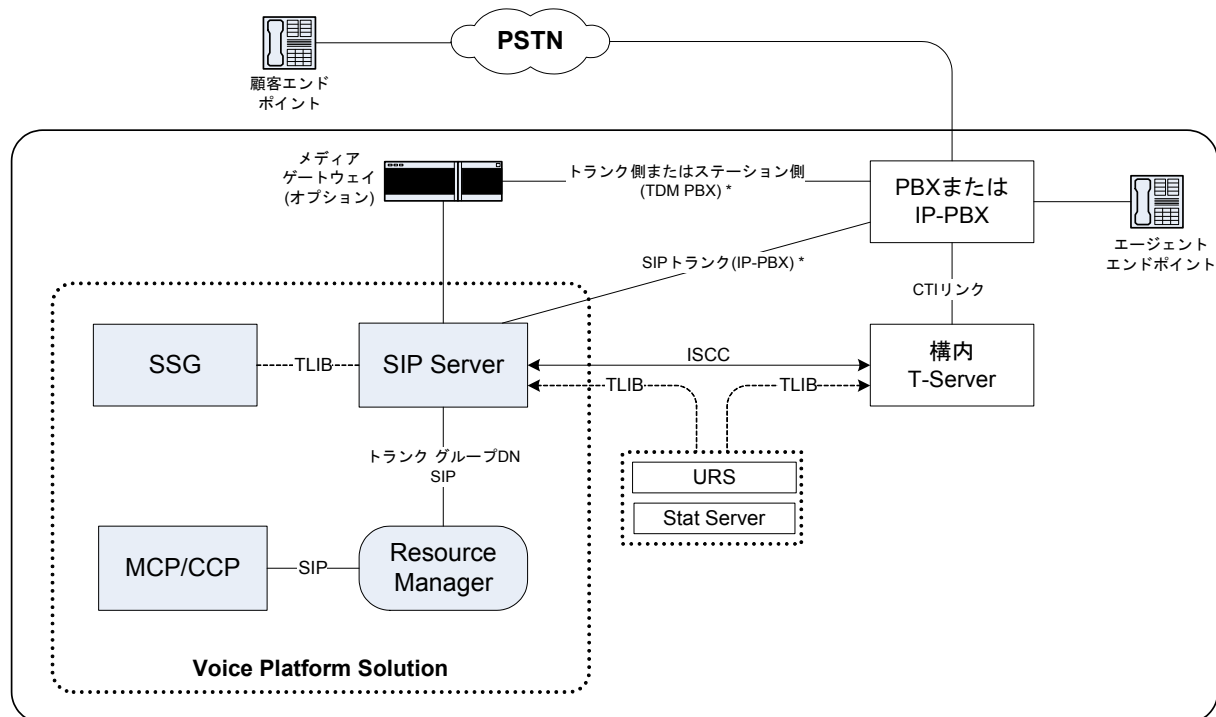 PSTN
顧客エンド
ポイント
メディア
ゲートウェイ
(オプション)
トランク側またはステーション側
(TDM PBX) *
PBXまたは
IP-PBX
エージェント
エンドポイント
SIPトランク(IP-PBX) *
CTIリンク
SSG
TLIB
SIP Server
ISCC
構内
T-Server
TLIB
TLIB
トランク グループDN
SIP
URS
Stat Server
MCP/CCP
SIP
Resource
Manager
Voice Platform Solution